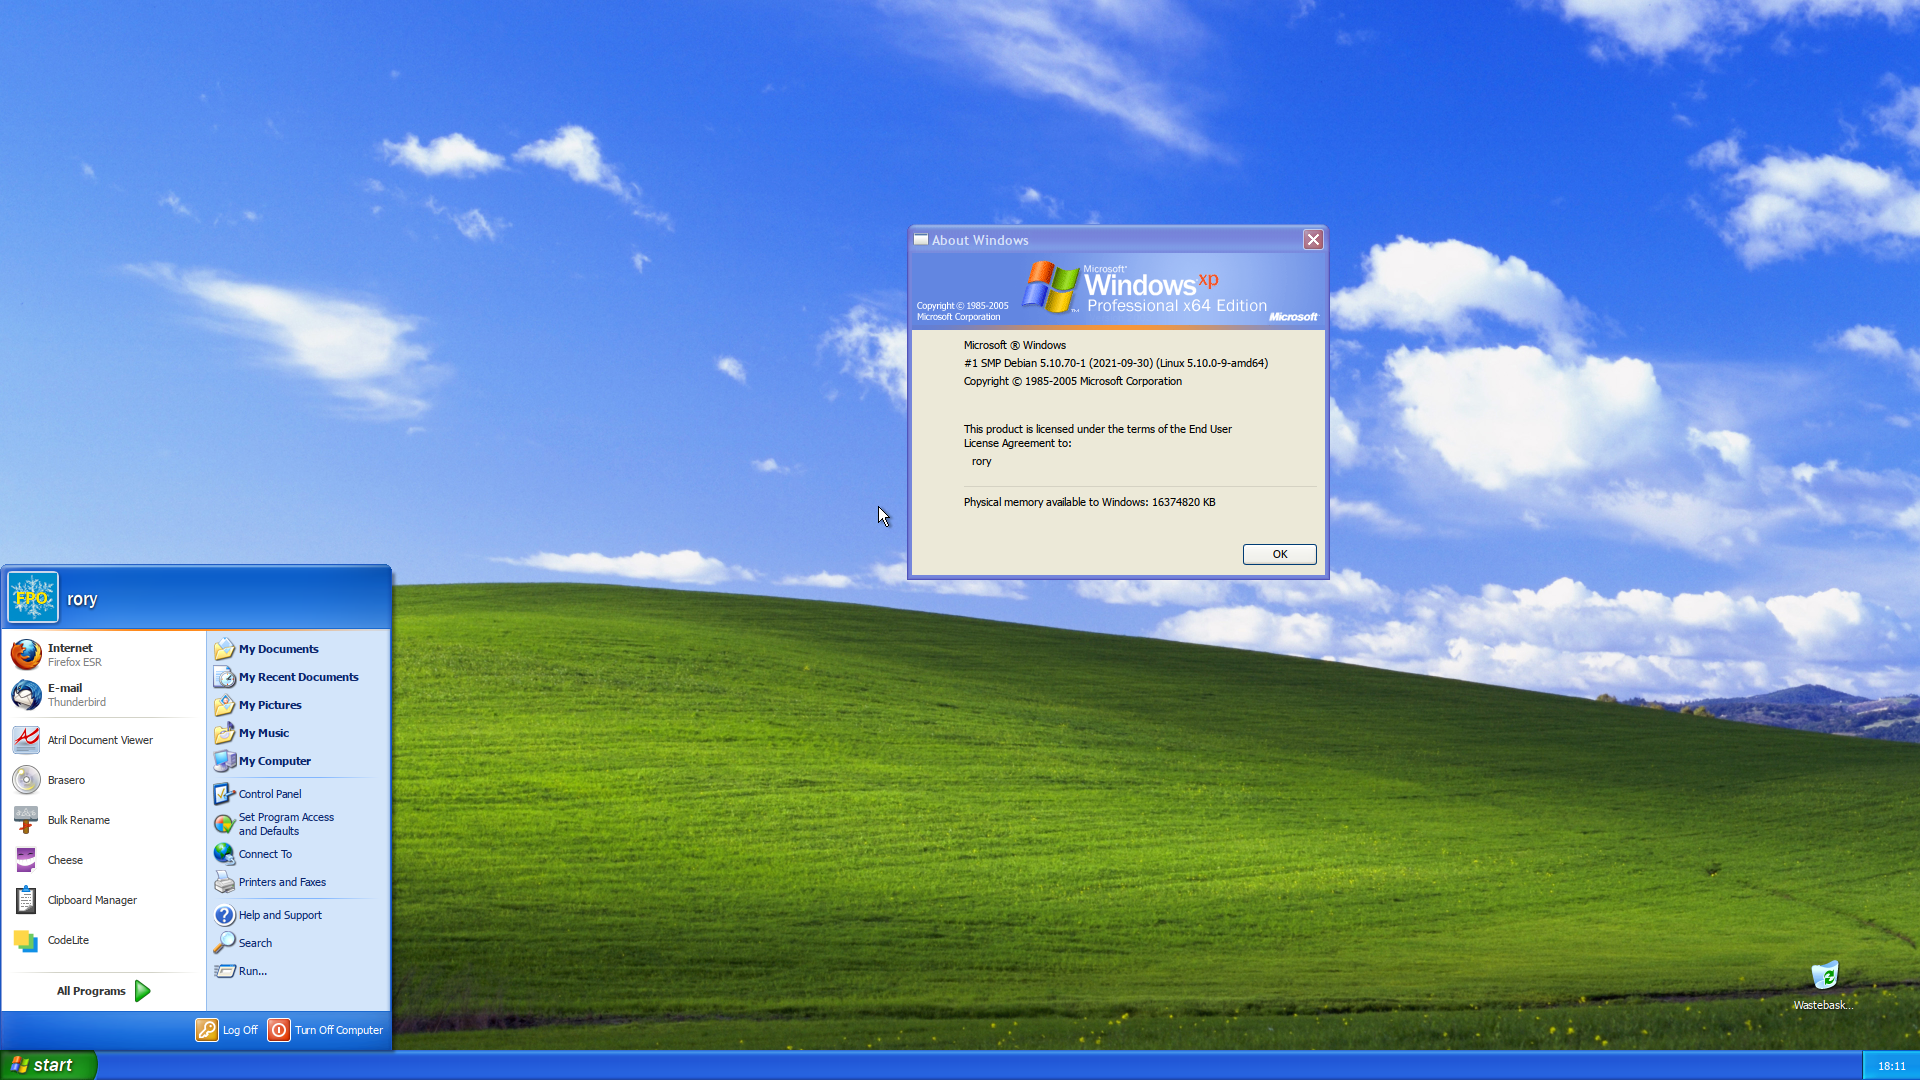 About Windows
Microsoft®
Windows xp
Professional x64 Edition
Copyright © 1985-2005
Microsoft Corporation
Microsoft
Microsoft ® Windows
#1 SMP Debian 5.10.70-1 (2021-09-30) (Linux 5.10.0-9-amd64)
Copyright © 1985-2005 Microsoft Corporation
This product is licensed under the terms of the End User
License Agreement to:
rory
Physical memory available to Windows: 16374820 KB
OK
FPO
rory
Internet
Firefox ESR
E-mail
Thunderbird
Atril Document Viewer
Brasero
Bulk Rename
Cheese
Clipboard Manager
CodeLite
All Programs
My Documents
My Recent Documents
My Pictures
My Music
My Computer
Control Panel
Set Program Access
and Defaults
Connect To
Printers and Faxes
Help and Support
Search
Run...
Log Off
Turn Off Computer
Wastebask...
start
18:11